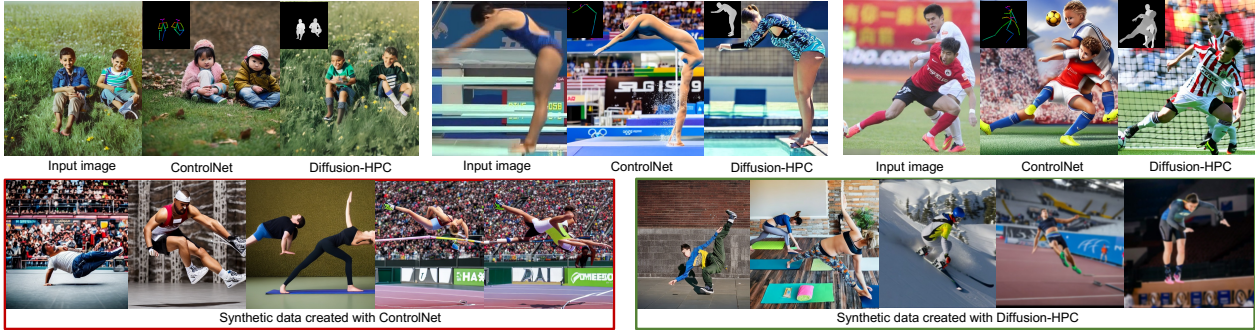 Input image
ControlNet
Diffusion-HPC
Input image
ControlNet
Diffusion-HPC
Input image
ControlNet
Diffusion-HPC
Synthetic data created with ControlNet
Synthetic data created with Diffusion-HPC